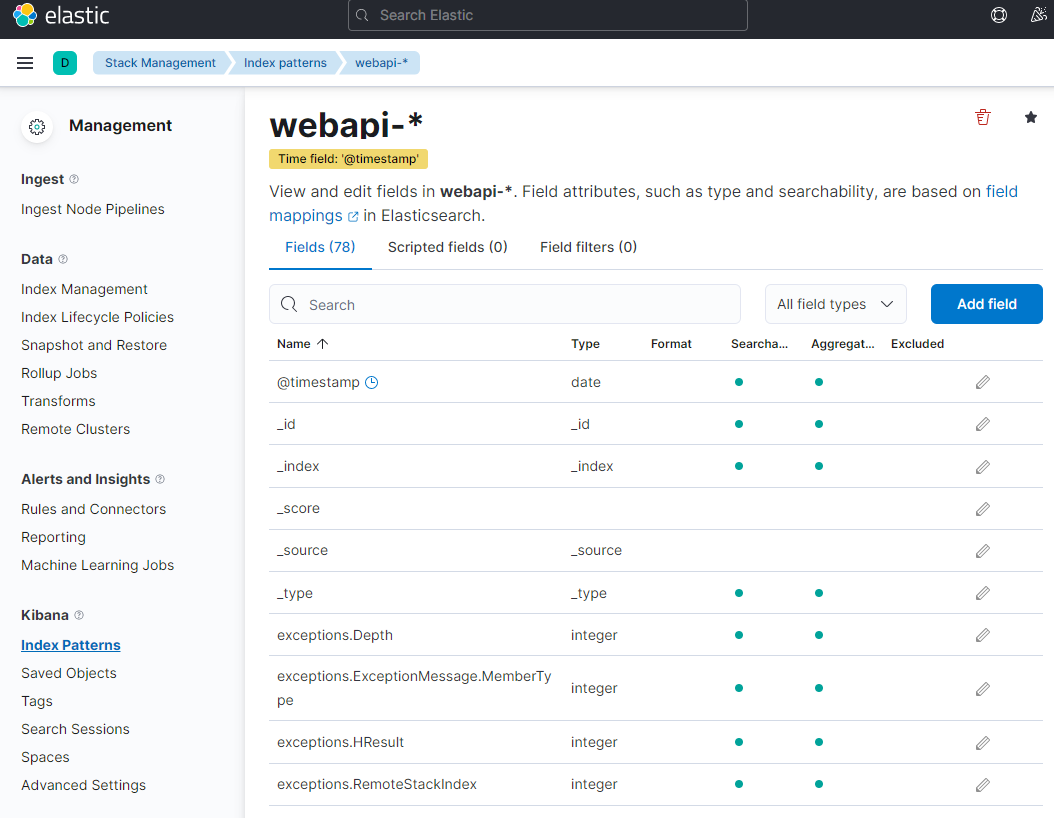 elastic
Search Elastic
D
Stack Management
Index patterns
webapi-*
Management
Ingest
Ingest Node Pipelines
Data
Index Management
Index Lifecycle Policies
Snapshot and Restore
Rollup Jobs
Transforms
Remote Clusters
Alerts and Insights
Rules and Connectors
Reporting
Machine Learning Jobs
Kibana
Index Patterns
Saved Objects
Tags
Search Sessions
Spaces
Advanced Settings
webapi-*
Time field: '@timestamp'
View and edit fields in webapi-*. Field attributes, such as type and searchability, are based on field
mappings in Elasticsearch.
Fields (78) Scripted fields (0) Field filters (0)
Search All field types Add field
Name Type Format Searcha... Aggregat... Excluded
@timestamp date
_id _id
_index _index
_score
_source _source
_type _type
exceptions.Depth integer
exceptions.ExceptionMessage.MemberTy
pe integer
exceptions.HResult integer
exceptions.RemoteStackIndex integer